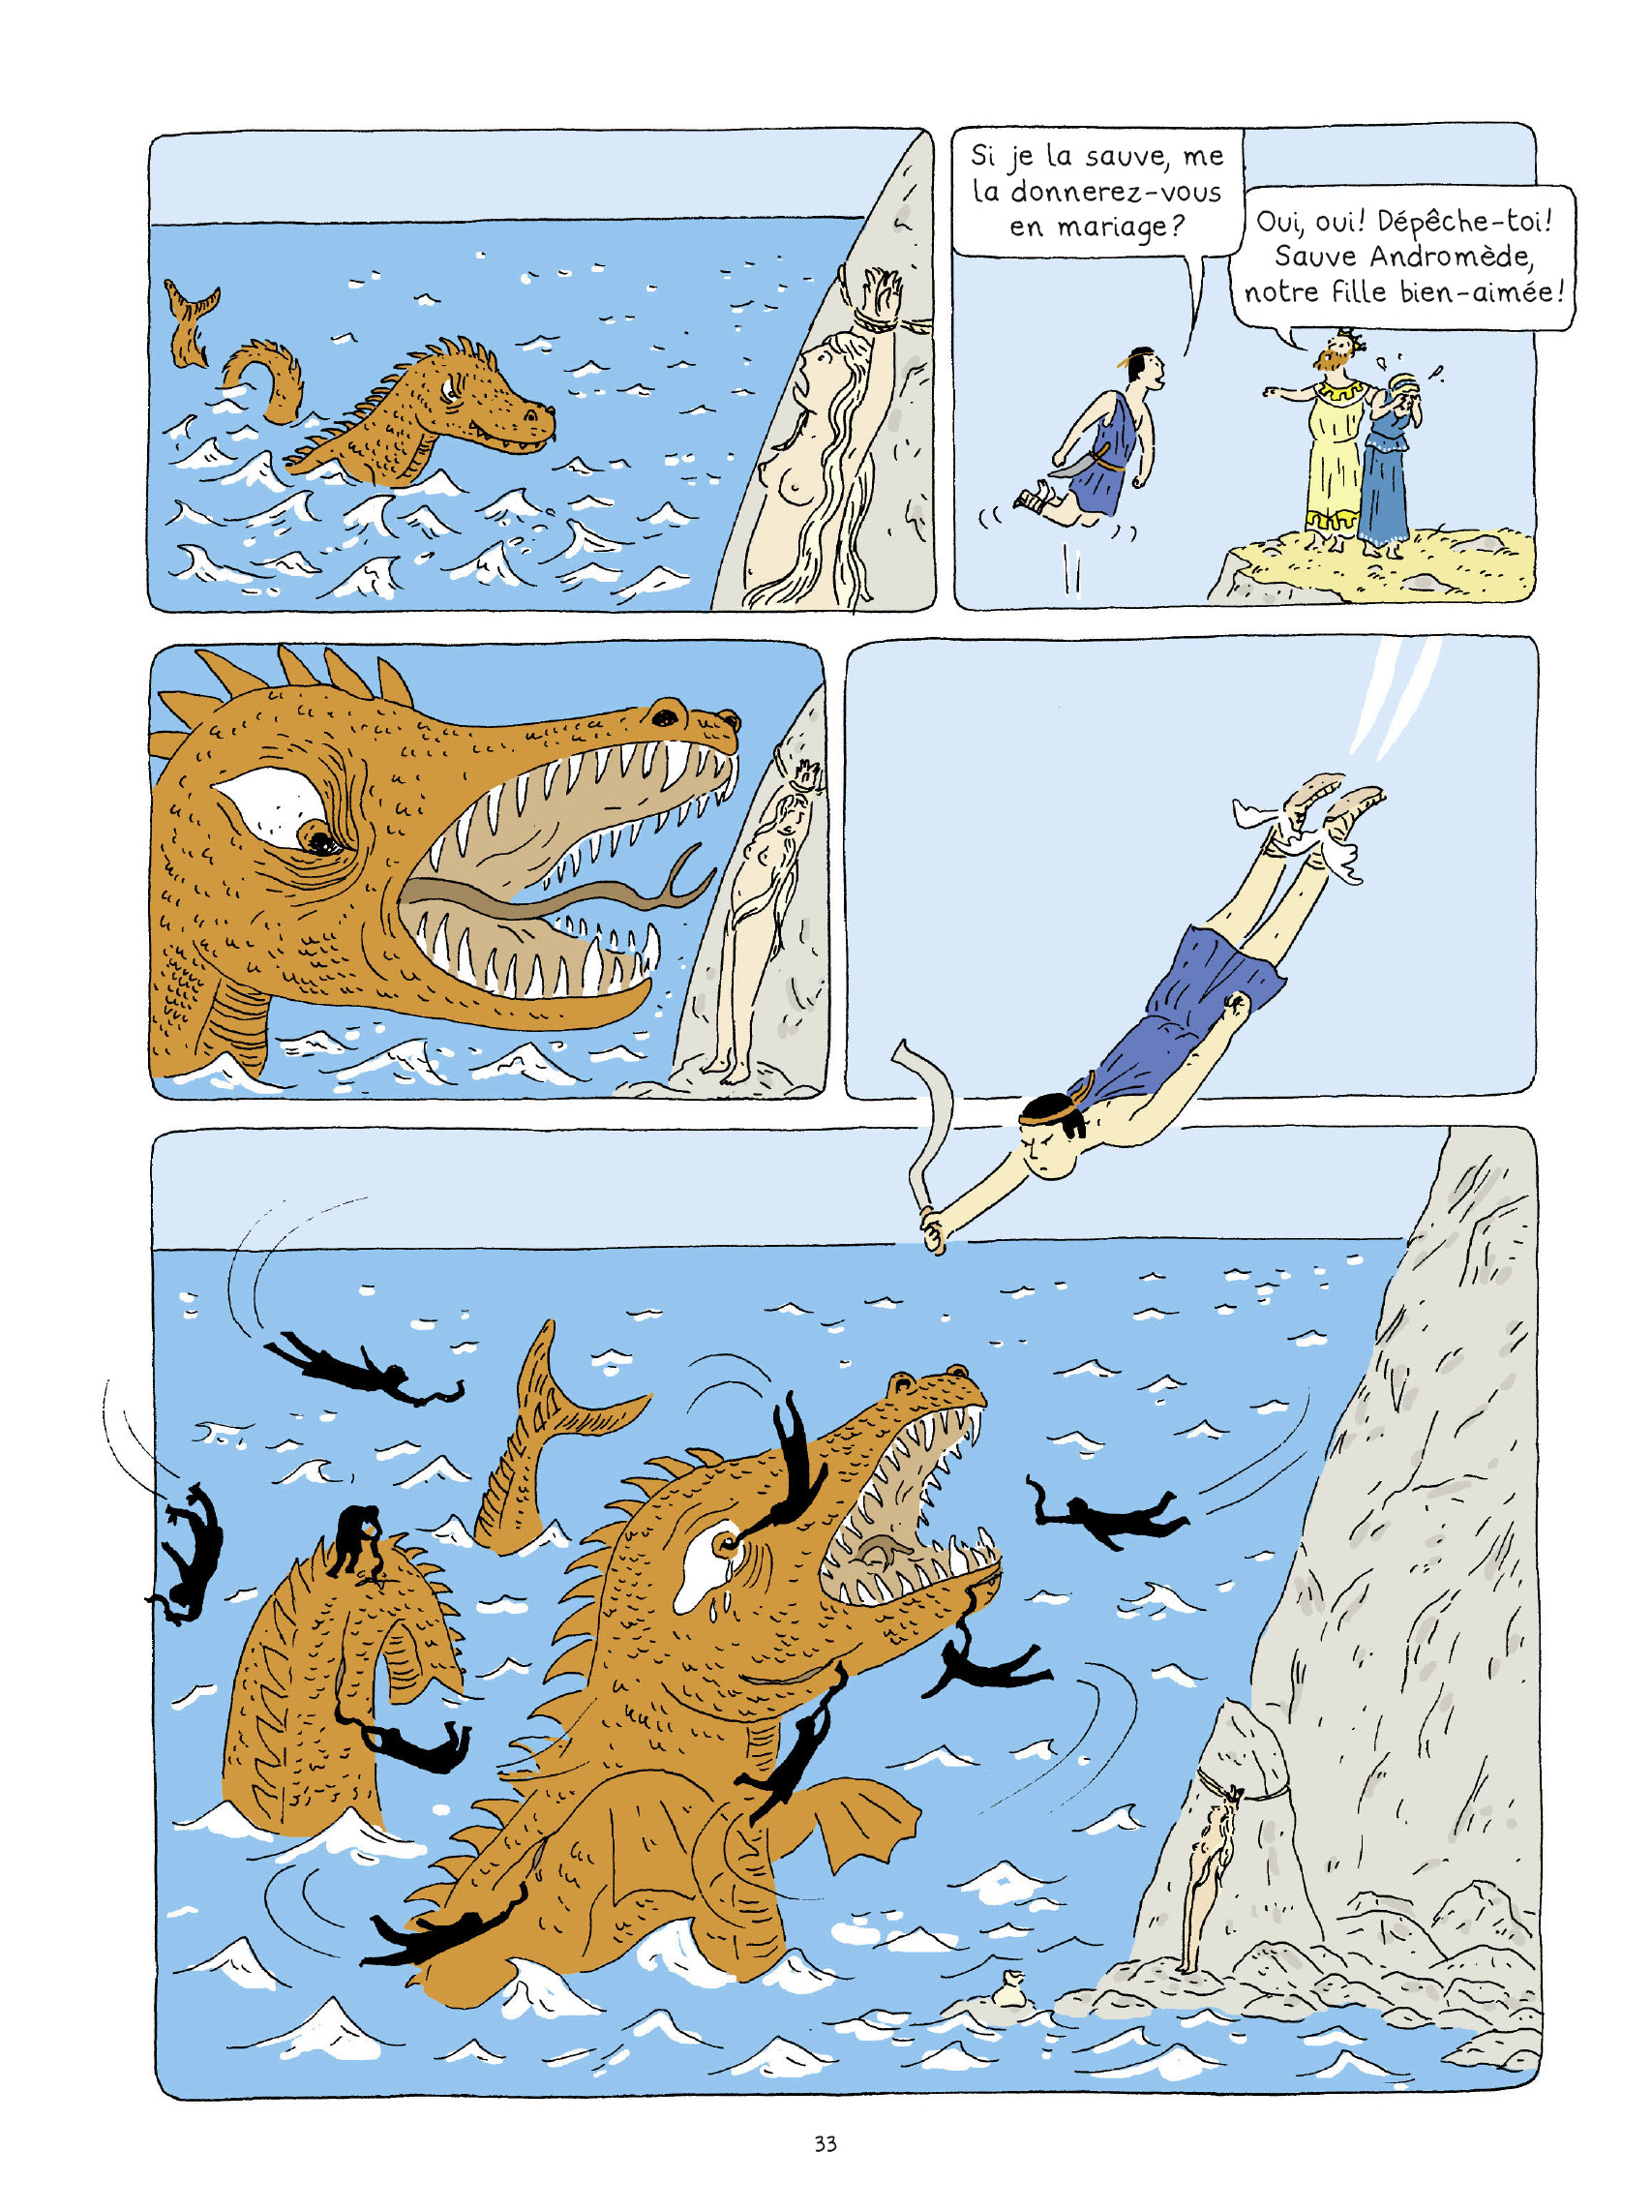 Si je la sauve, me
la donnerez-vous
en mariage?
Oui, oui! Dépêche-toi!
Sauve Andromède,
notre fille bien-aimée!
33